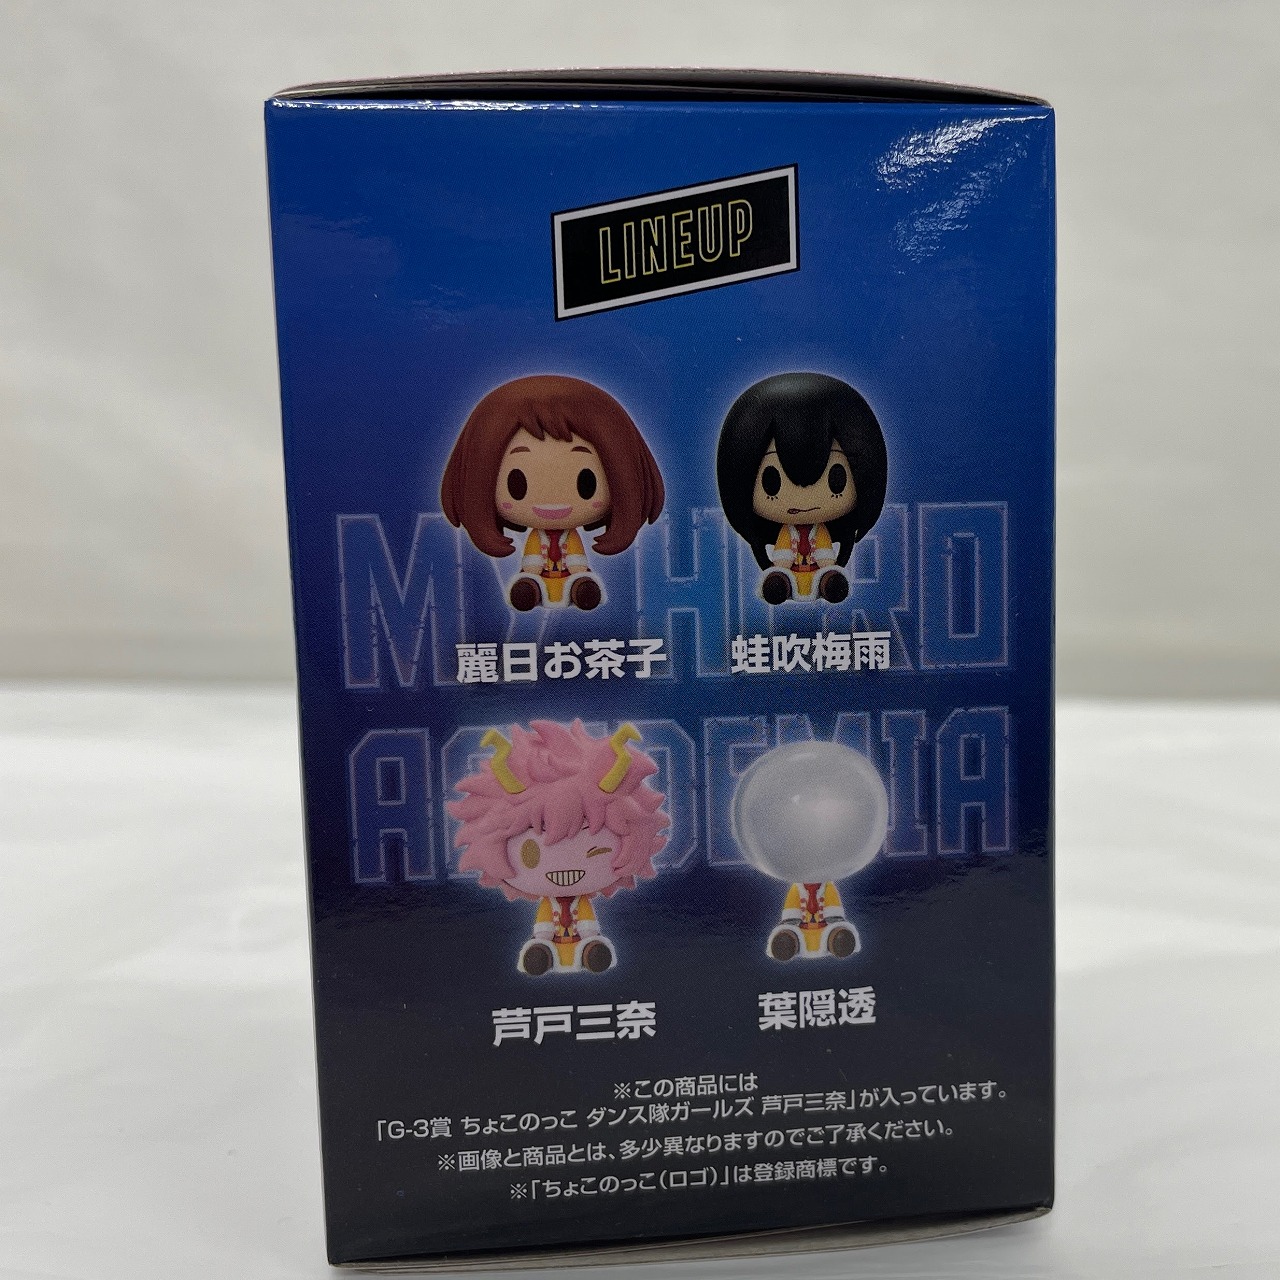 LINEUP
MY HERO
ACADEMIA
麗日お茶子
蛙吹梅雨
芦戸三奈
葉隠透
※この商品には
「G-3賞 ちょこのっこ ダンス隊ガールズ 芦戸三奈」が入っています。
※画像と商品とは、多少異なりますのでご了承ください。
※「ちょこのっこ(ロゴ)」は登録商標です。